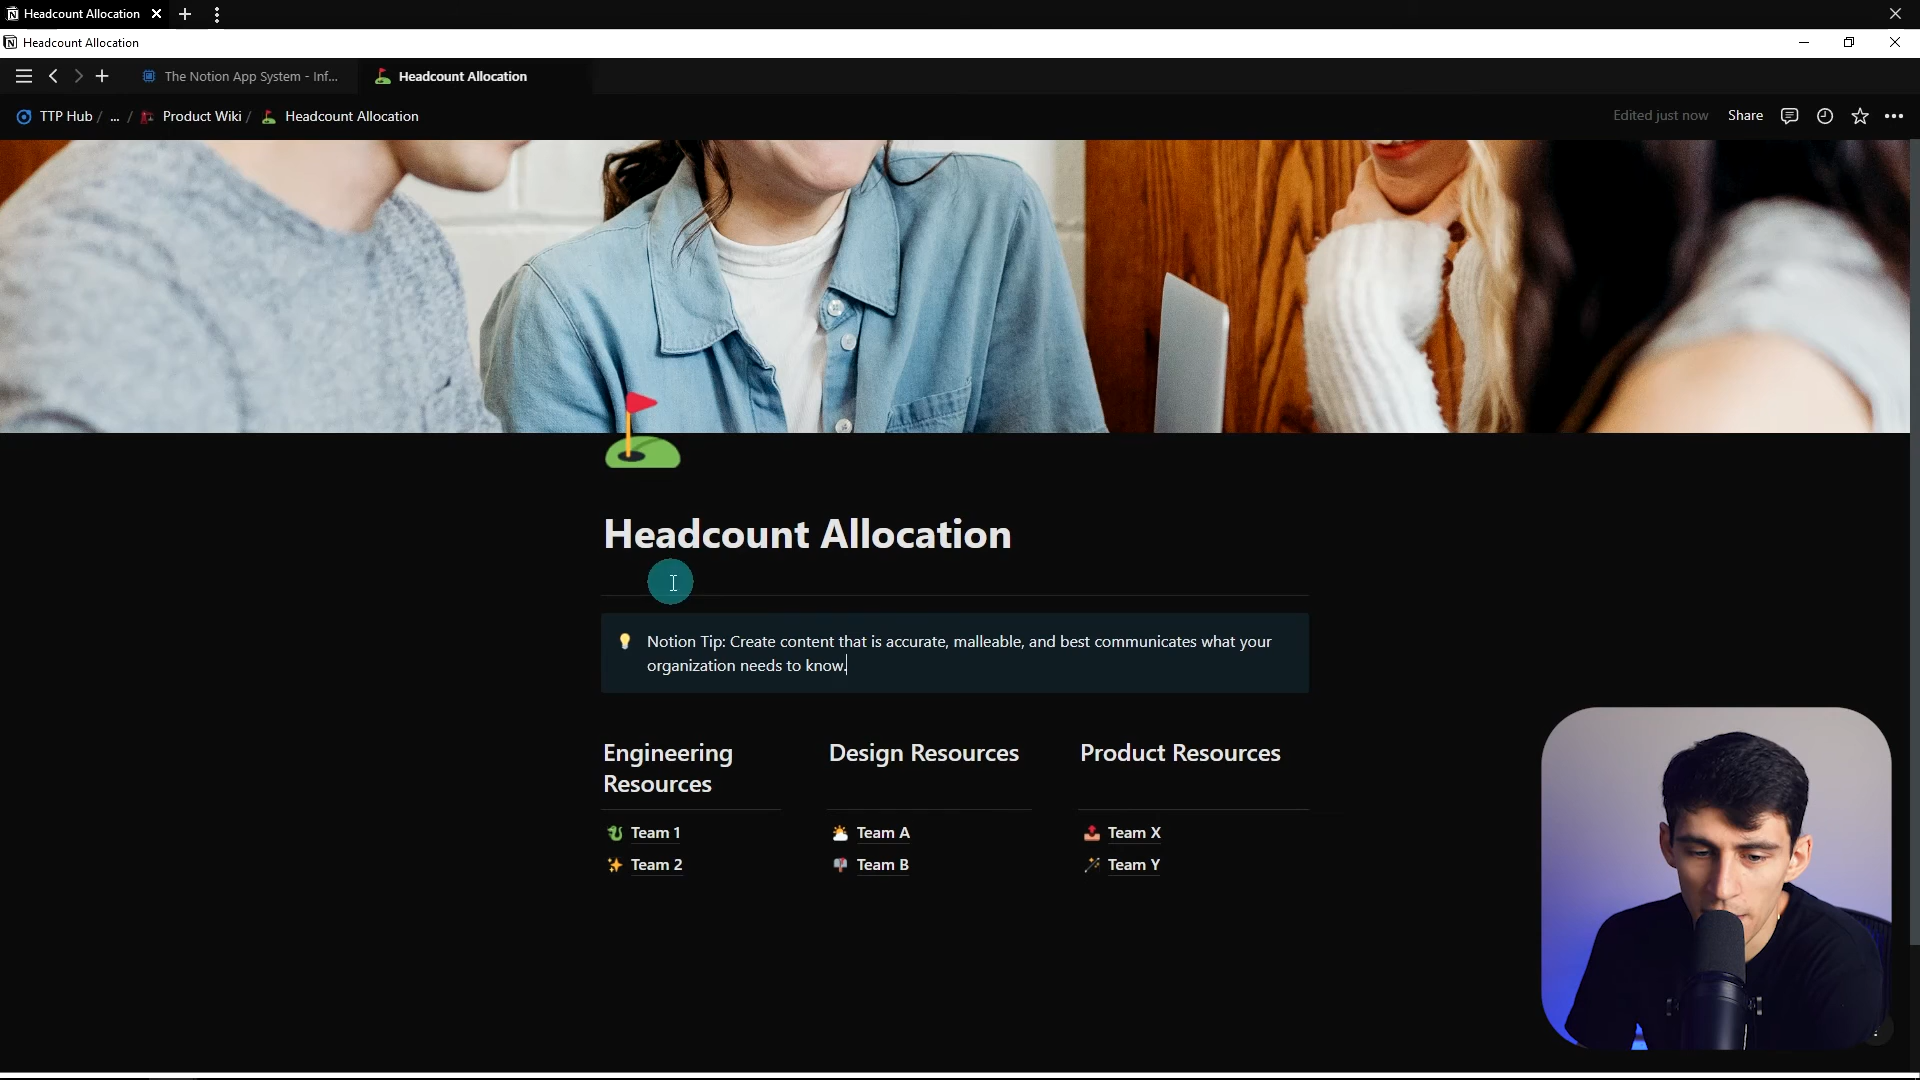 Headcount Allocation
Headcount Allocation
The Notion App System - Inf...
Headcount Allocation
TTP Hub / ... / Product Wiki / Headcount Allocation
Edited just now
Share
Headcount Allocation
Notion Tip: Create content that is accurate, malleable, and best communicates what your
organization needs to know.
Engineering
Resources
Team 1
Team 2
Design Resources
Team A
Team B
Product Resources
Team X
Team Y